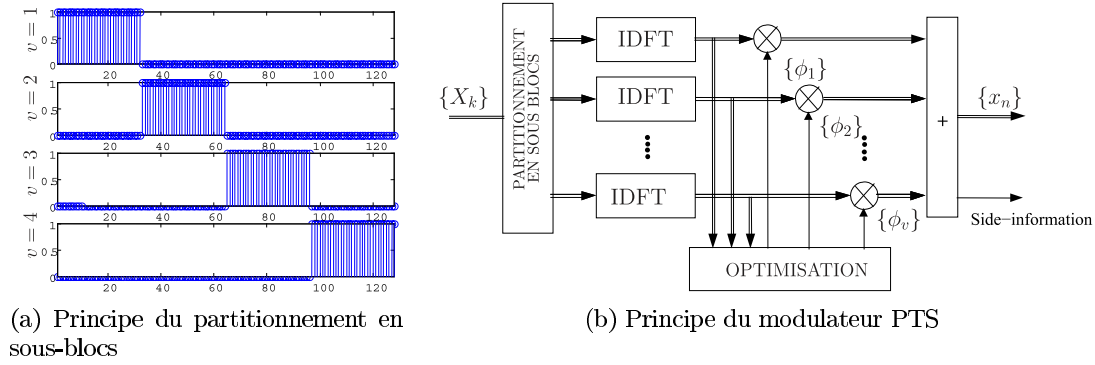 v = 1
1
0 5
0
20 40 60 80 100 120
v = 2
1
0 5
0
20 40 60 80 100 120
v = 3
1
0 5
0
20 40 60 80 100 120
v = 4
1
0 5
0
20 40 60 80 100 120
(a) Principe du partitionnement en
sous-blocs
{X_k}
PARTITIONNEMENT
EN SOUS BLOCS
IDFT
{ϕ_1}
IDFT
{ϕ_2}
IDFT
{ϕ_v}
OPTIMISATION
+
{x_n}
Side-information
(b) Principe du modulateur PTS